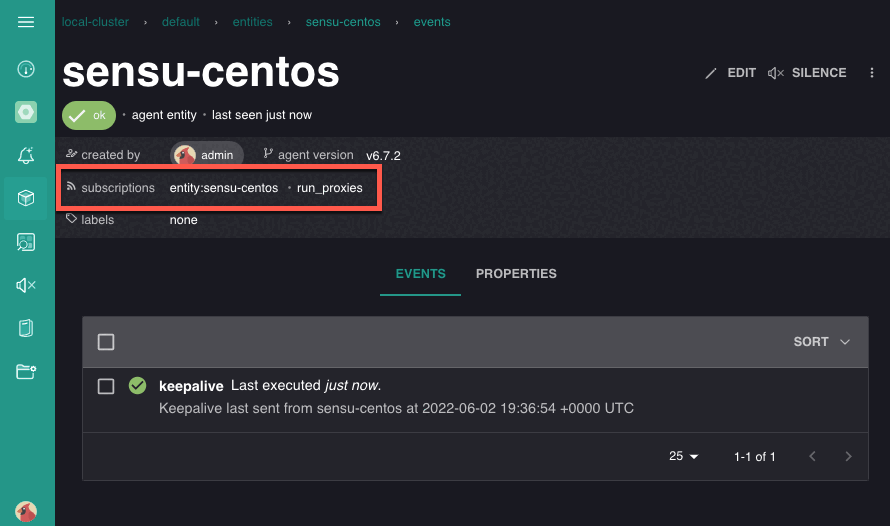 local-cluster › default › entities › sensu-centos › events
sensu-centos
EDIT SILENCE
ok • agent entity • last seen just now
created by admin agent version v6.7.2
subscriptions entity:sensu-centos • run_proxies
labels none
EVENTS PROPERTIES
SORT
keepalive Last executed just now.
Keepalive last sent from sensu-centos at 2022-06-02 19:36:54 +0000 UTC
25 1-1 of 1